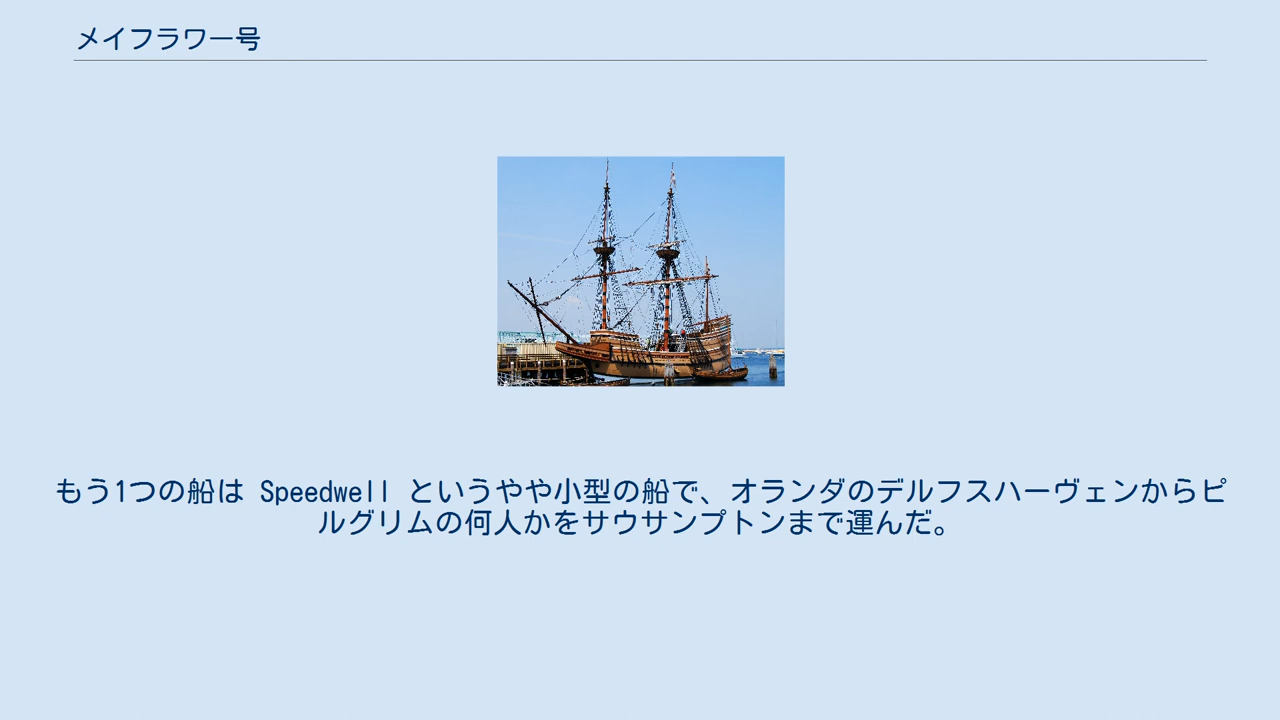 メイフラワー号
もう1つの船は Speedwell というやや小型の船で、オランダのデルフスハーヴェンからピ
ルグリムの何人かをサウサンプトンまで運んだ。